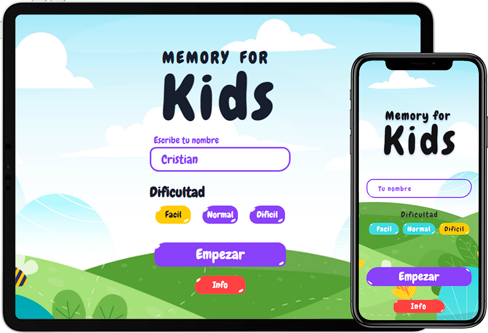 MEMORY FOR
Kids
Escribe tu nombre
Cristian
Dificultad
Facil Normal Dificil
Empezar
Info
Memory for
Kids
Tu nombre
Dificultad
Facil Normal Dificil
Empezar
Info